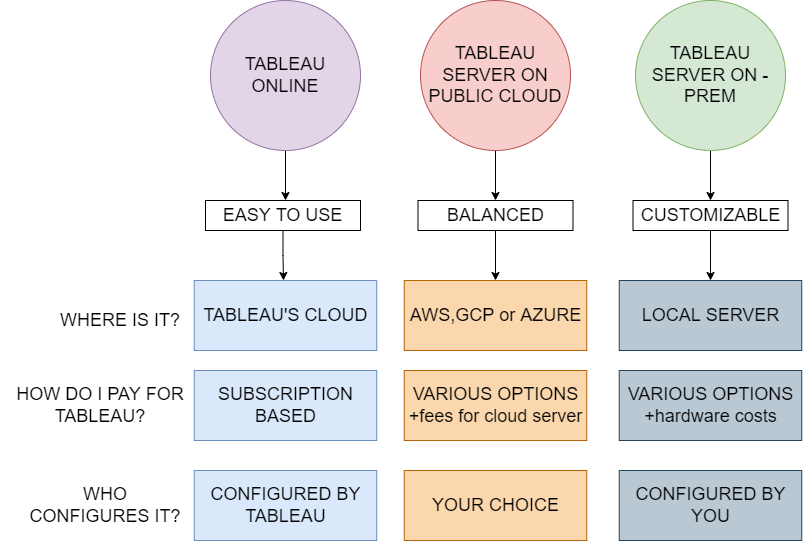 TABLEAU
ONLINE
TABLEAU
SERVER ON
PUBLIC CLOUD
TABLEAU
SERVER ON -
PREM
EASY TO USE
BALANCED
CUSTOMIZABLE
WHERE IS IT?
TABLEAU'S CLOUD
AWS,GCP or AZURE
LOCAL SERVER
HOW DO I PAY FOR
TABLEAU?
SUBSCRIPTION
BASED
VARIOUS OPTIONS
+fees for cloud server
VARIOUS OPTIONS
+hardware costs
WHO
CONFIGURES IT?
CONFIGURED BY
TABLEAU
YOUR CHOICE
CONFIGURED BY
YOU